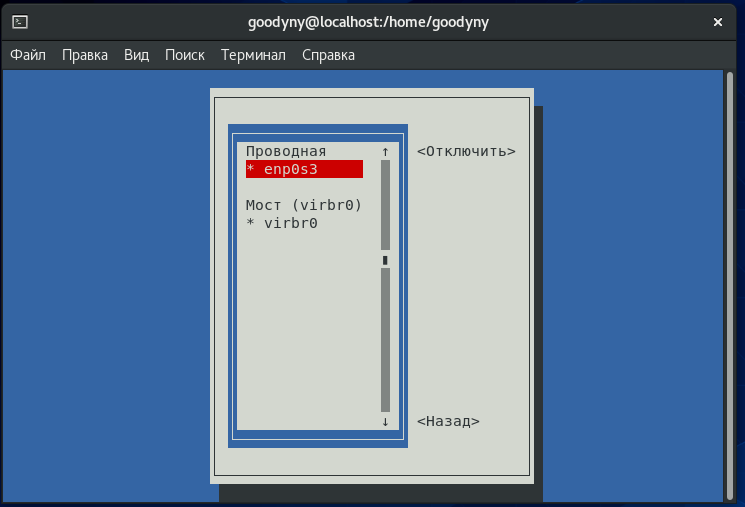 goodyny@localhost:/home/goodyny
Файл Правка Вид Поиск Терминал Справка
Проводная ↑ <Отключить>
* enp0s3
Мост (virbr0)
* virbr0
↓ <Назад>